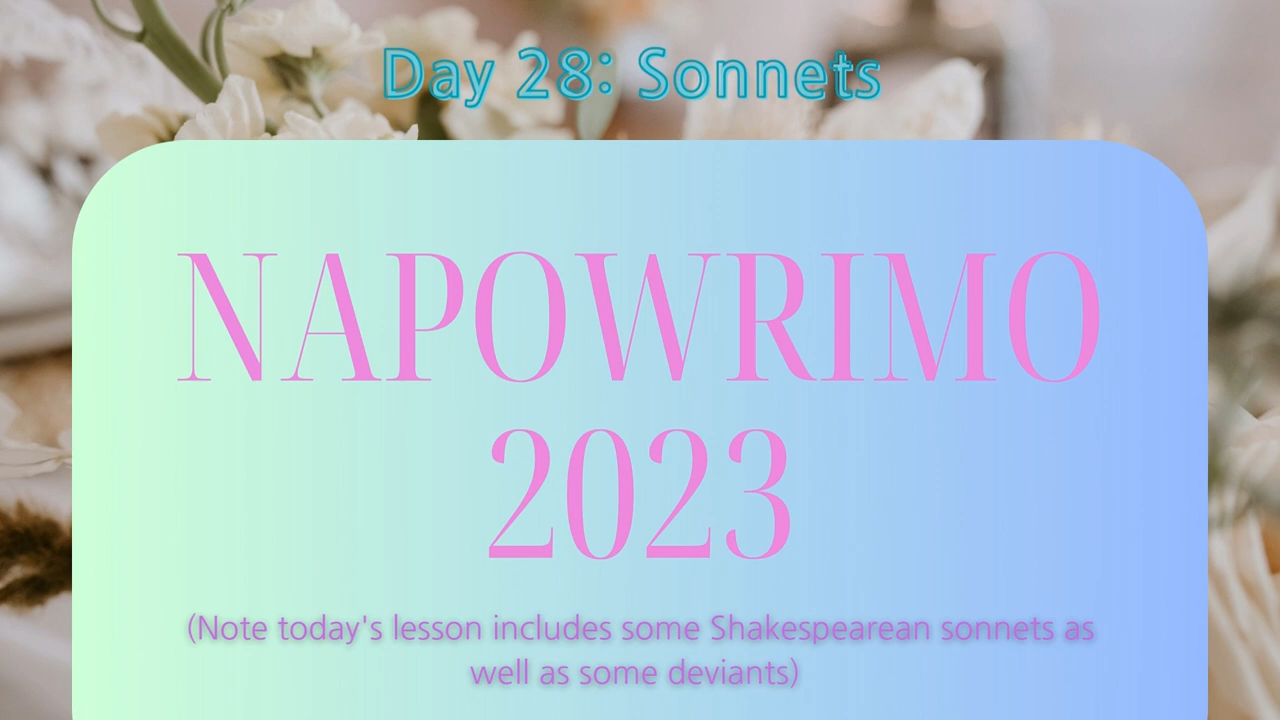 Day 28: Sonnets
NAPOWRIMO
2023
(Note today's lesson includes some Shakespearean sonnets as
well as some deviants)